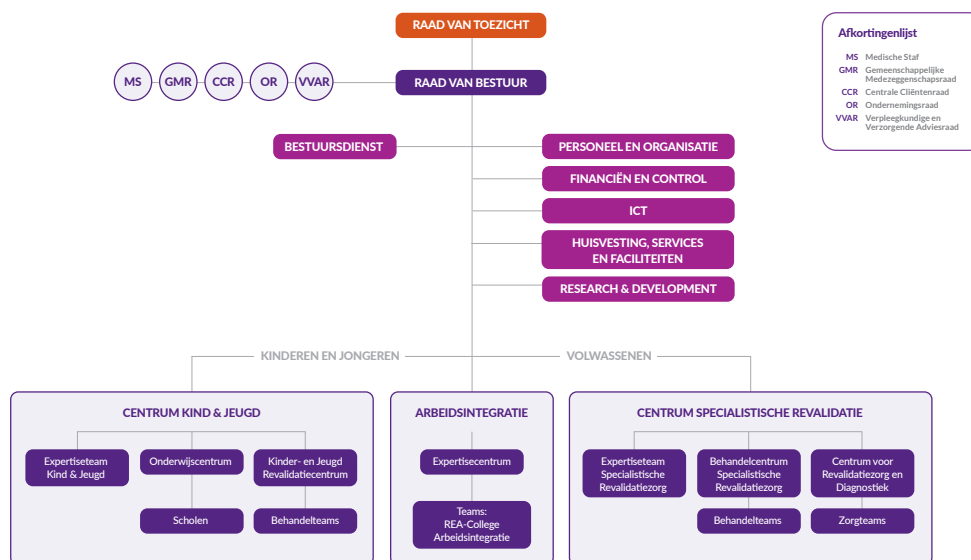 RAAD VAN TOEZICHT
MS
GMR
CCR
OR
VVAR
RAAD VAN BESTUUR
Afkortingenlijst
MS Medische Staf
GMR Gemeenschappelijke
Medezeggenschapsraad
CCR Centrale Cliëntenraad
OR Ondernemingsraad
VVAR Verpleegkundige en
Verzorgende Adviesraad
BESTUURSDIENST
PERSONEEL EN ORGANISATIE
FINANCIËN EN CONTROL
ICT
HUISVESTING, SERVICES
EN FACILITEITEN
RESEARCH & DEVELOPMENT
KINDEREN EN JONGEREN
VOLWASSENEN
CENTRUM KIND & JEUGD
Expertiseteam
Kind & Jeugd
Onderwijscentrum
Kinder- en Jeugd
Revalidatiecentrum
Scholen
Behandelteams
ARBEIDSINTEGRATIE
Expertisecentrum
Teams:
REA-College
Arbeidsintegratie
CENTRUM SPECIALISTISCHE REVALIDATIE
Expertiseteam
Specialistische
Revalidatiezorg
Behandelcentrum
Specialistische
Revalidatiezorg
Centrum voor
Revalidatiezorg en
Diagnostiek
Behandelteams
Zorgteams